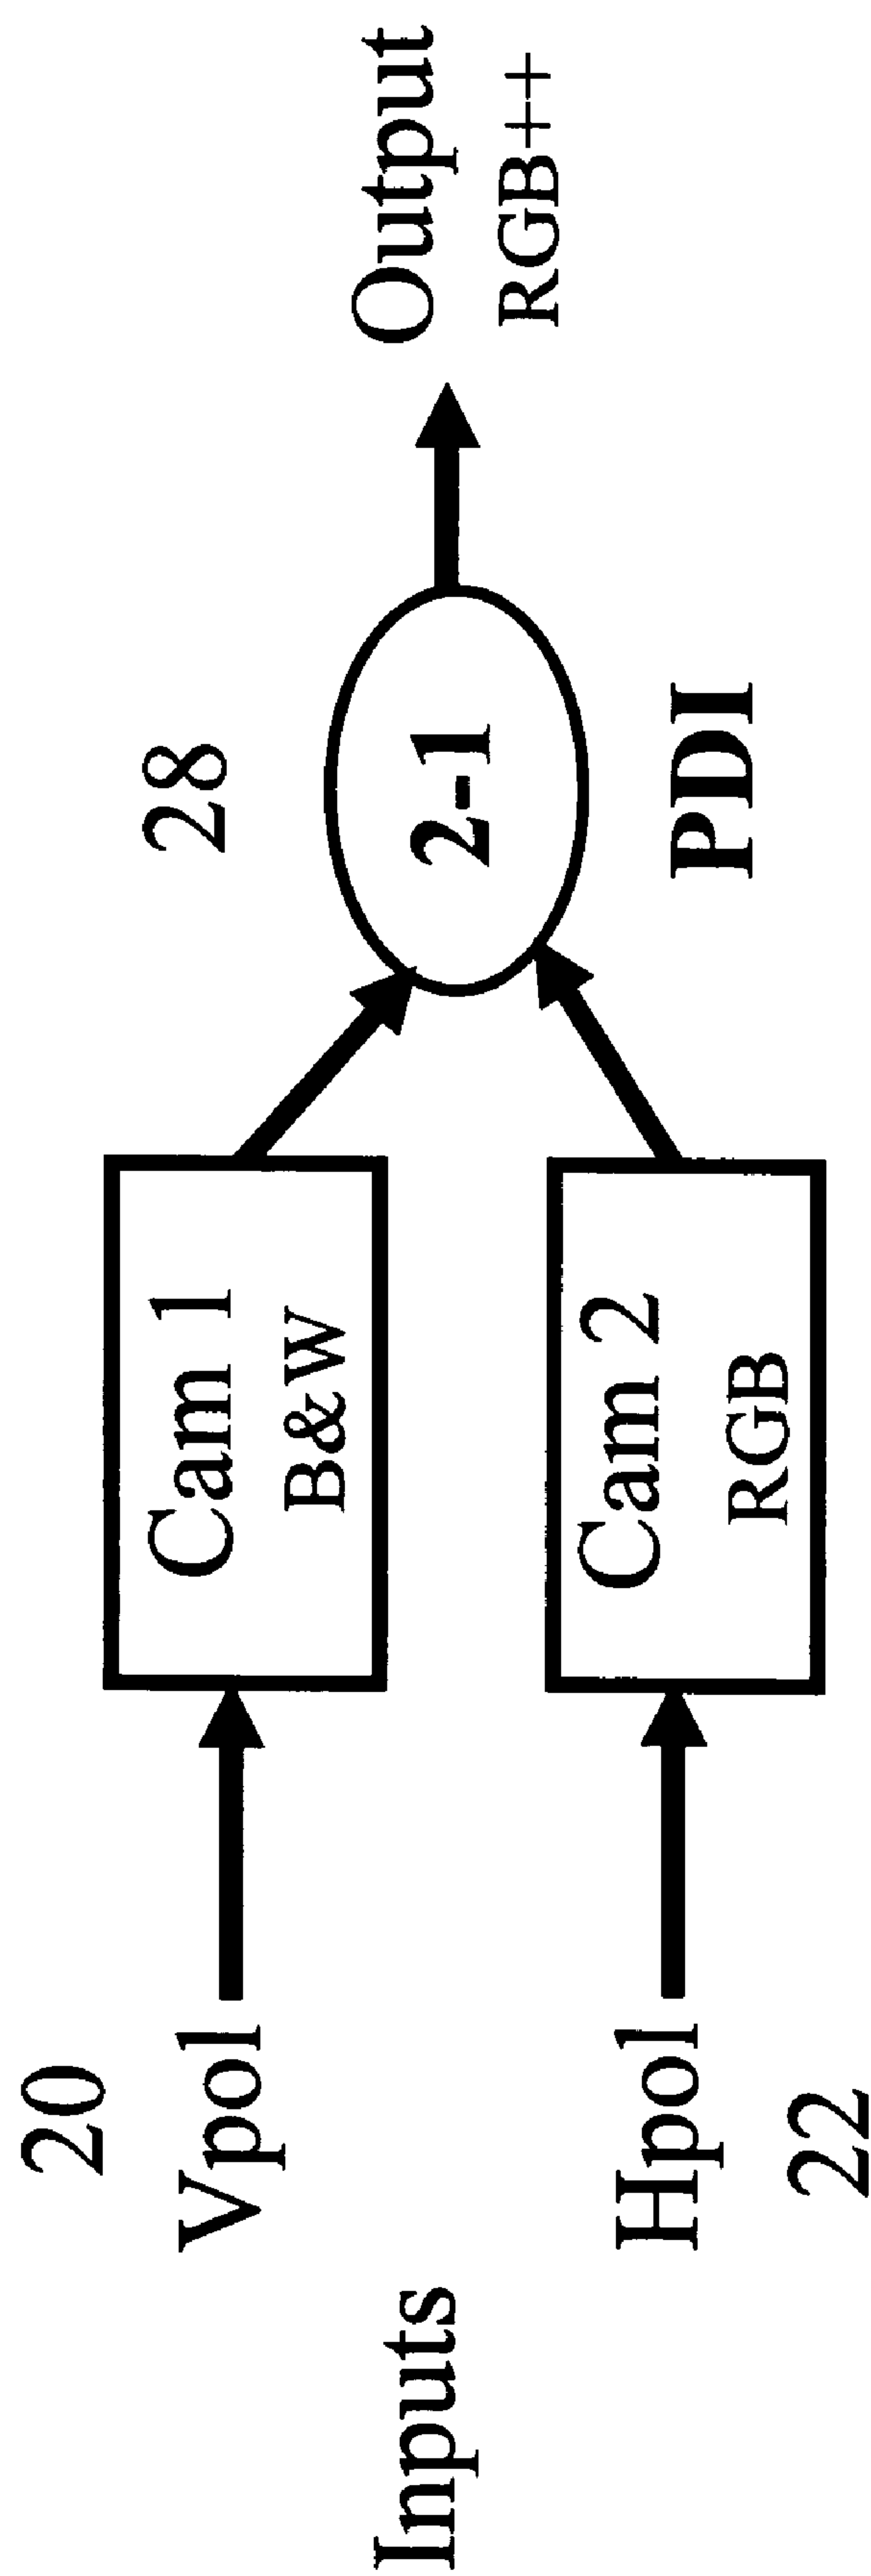 Inputs
20
Vpol
Hpol
22
Cam 1
B&W
Cam 2
RGB
28
2-1
PDI
Output
RGB++